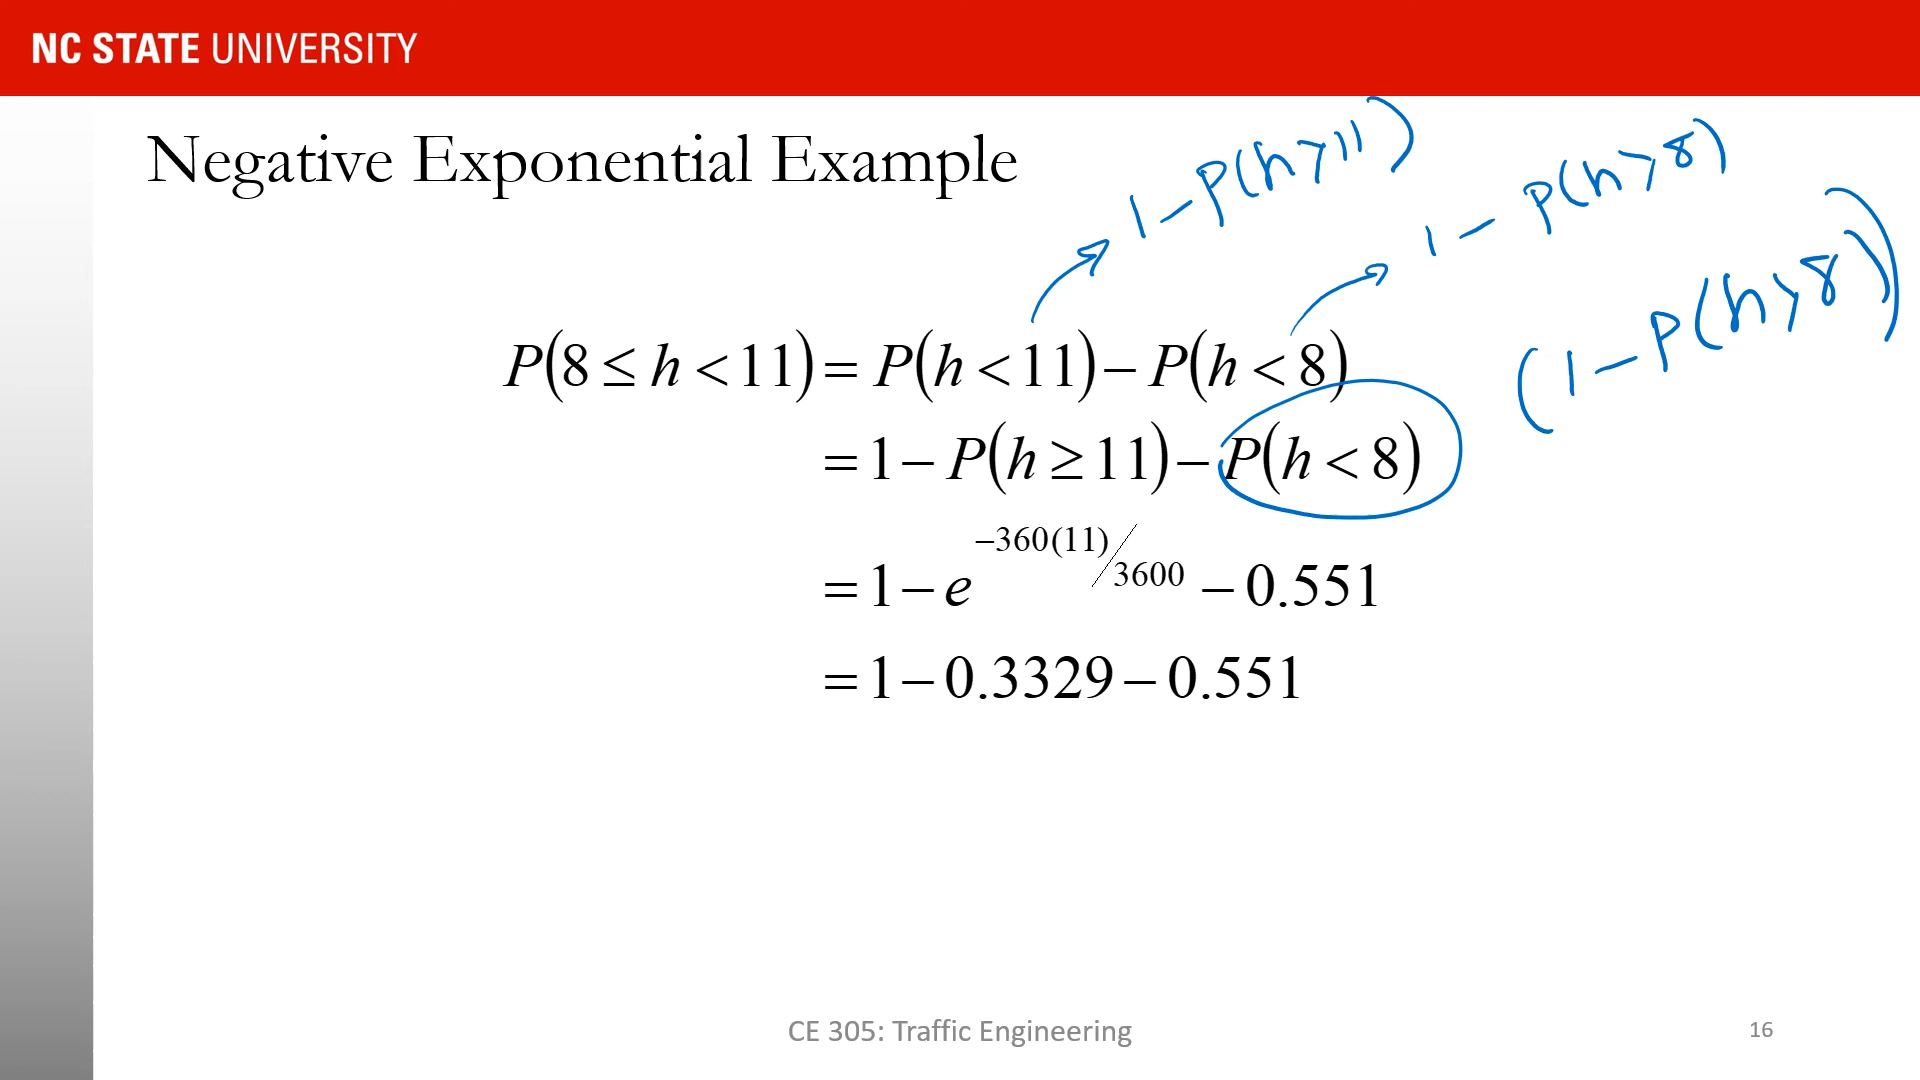 NC STATE UNIVERSITY
Negative Exponential Example
1 - P(h > 11)
1 - P(h > 8)
(1 - P(h > 8))
P(8 ≤ h < 11) = P(h < 11) - P(h < 8)
= 1 - P(h ≥ 11) - P(h < 8)
= 1 - e^{-360(11)/3600} - 0.551
= 1 - 0.3329 - 0.551
CE 305: Traffic Engineering
16